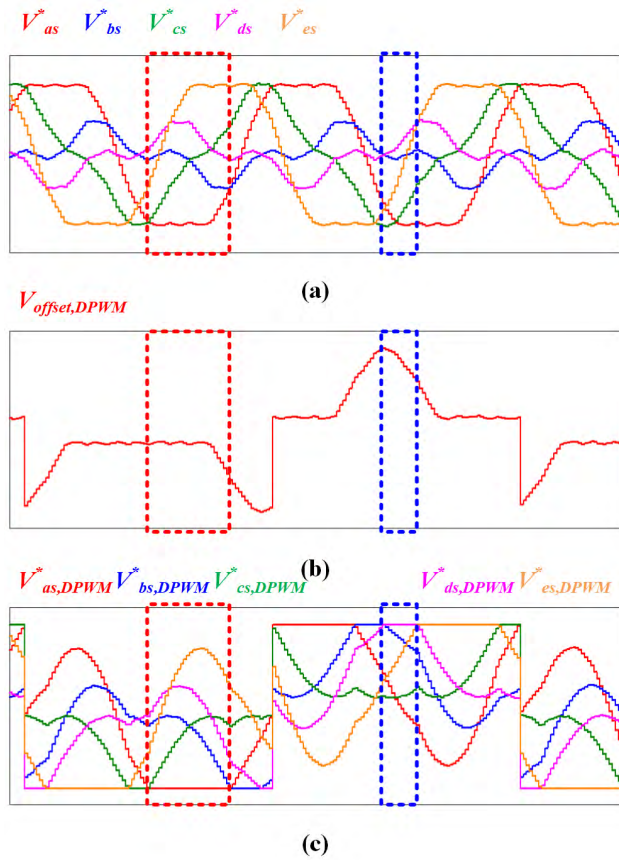 V*as V*bs V*cs V*ds V*es
(a)
Voffset,DPWM
(b)
V*as,DPWM V*bs,DPWM V*cs,DPWM V*ds,DPWM V*es,DPWM
(c)